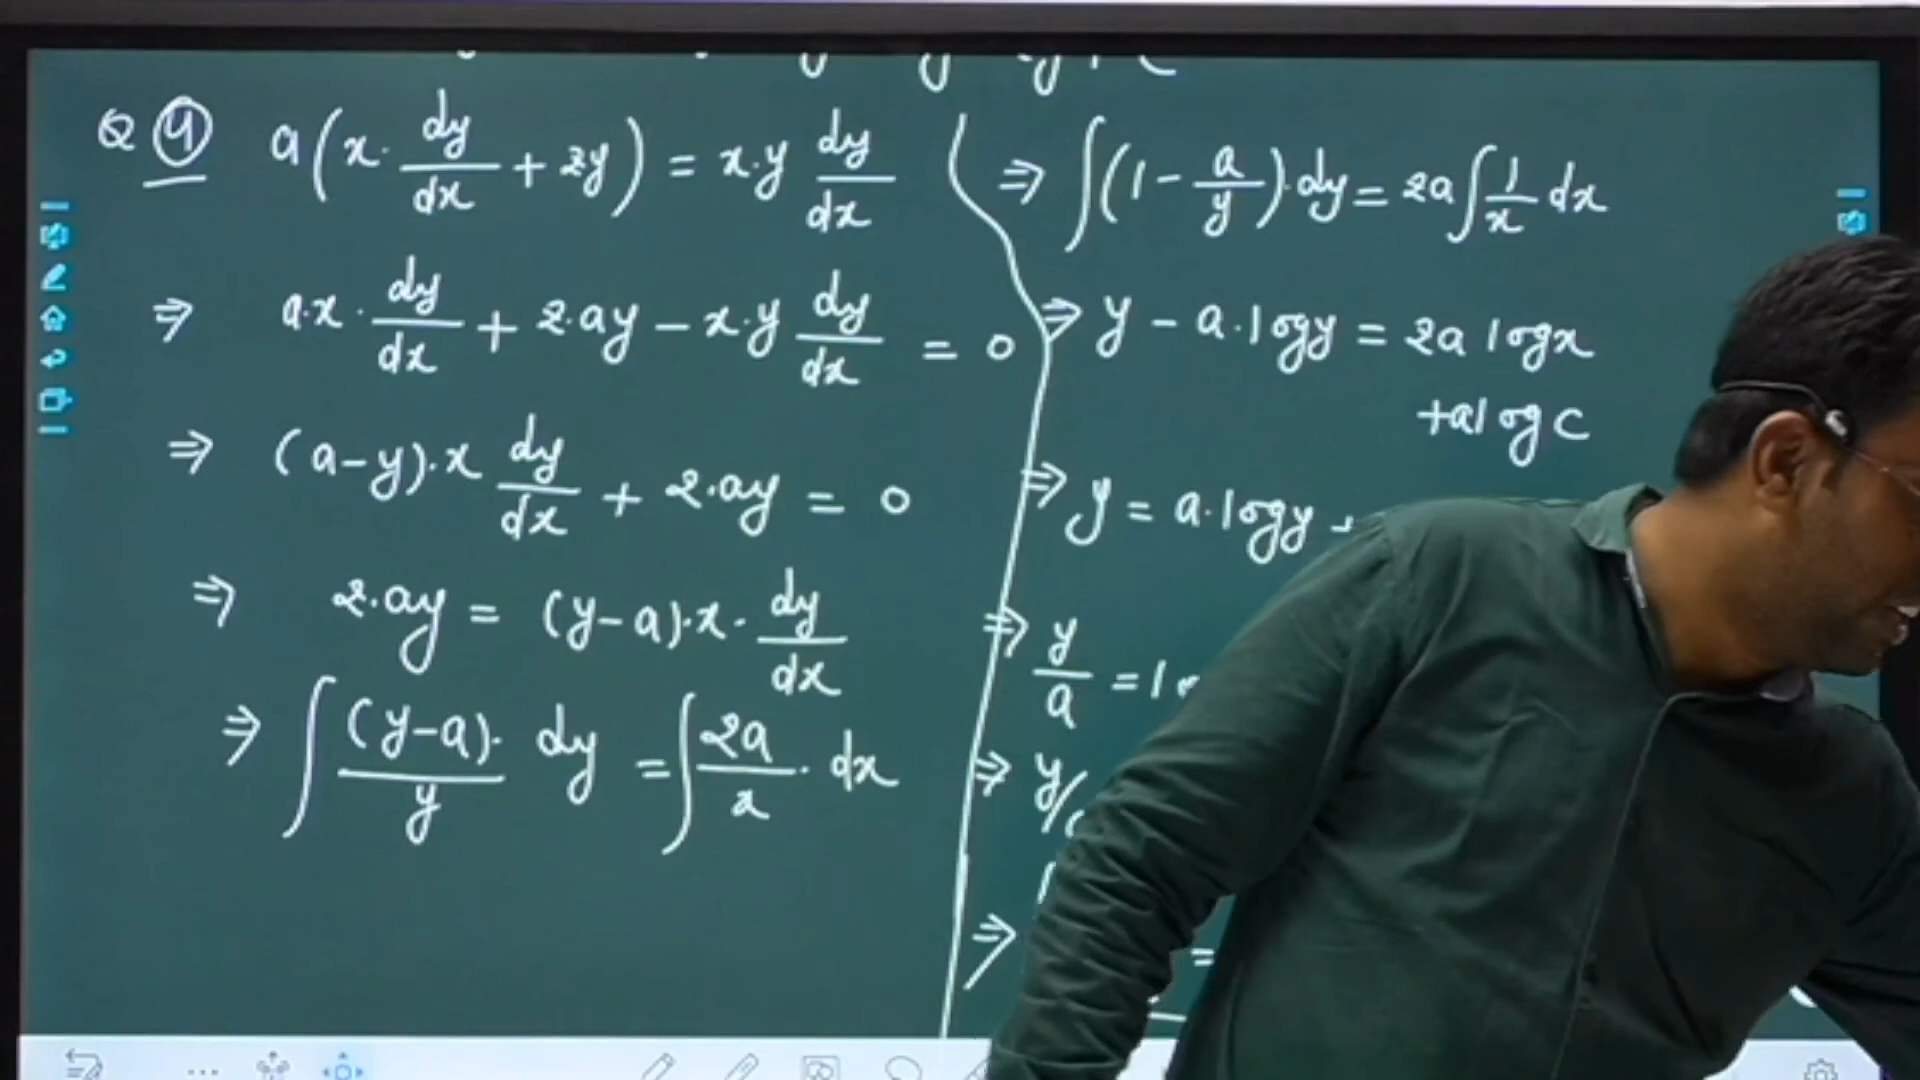 Q 9 a(x·dy/dx + 2y) = x·y dy/dx
⇒ a·x·dy/dx + 2·ay − x·y dy/dx = 0
⇒ (a−y)·x dy/dx + 2·ay = 0
⇒ 2·ay = (y−a)·x·dy/dx
⇒ ∫(y−a)·/y dy = ∫2a/x·dx
⇒ ∫(1 − a/y)·dy = 2a∫1/x dx
⇒ y − a·logy = 2a logx
+alogc
⇒ y = a·logy +
⇒ y/a =
⇒ y/
⇒ =